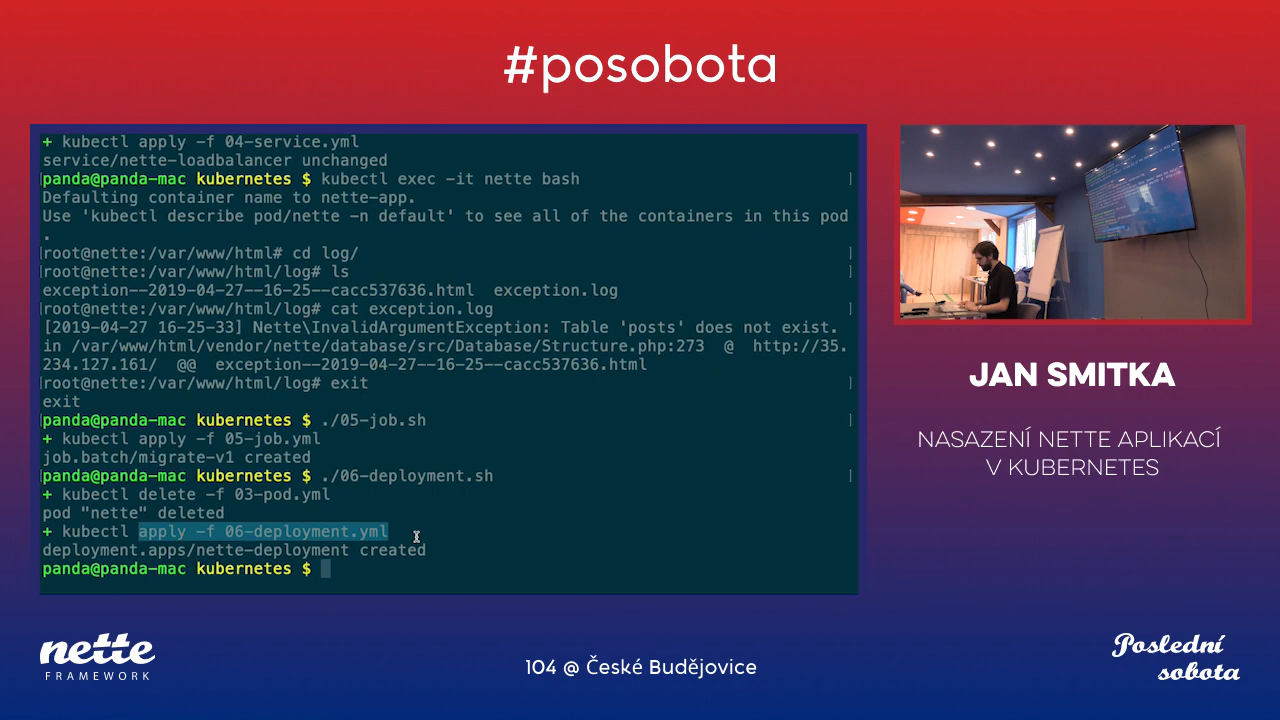 #posobota
+ kubectl apply -f 04-service.yml
service/nette-loadbalancer unchanged
panda@panda-mac kubernetes $ kubectl exec -it nette bash
Defaulting container name to nette-app.
Use 'kubectl describe pod/nette -n default' to see all of the containers in this pod
.
root@nette:/var/www/html# cd log/
root@nette:/var/www/html/log# ls
exception--2019-04-27--16-25--cacc537636.html  exception.log
root@nette:/var/www/html/log# cat exception.log
[2019-04-27 16-25-33] Nette\InvalidArgumentException: Table 'posts' does not exist.
in /var/www/html/vendor/nette/database/src/Database/Structure.php:273  @  http://35.
234.127.161/  @@  exception--2019-04-27--16-25--cacc537636.html
root@nette:/var/www/html/log# exit
exit
panda@panda-mac kubernetes $ ./05-job.sh
+ kubectl apply -f 05-job.yml
job.batch/migrate-v1 created
panda@panda-mac kubernetes $ ./06-deployment.sh
+ kubectl delete -f 03-pod.yml
pod "nette" deleted
+ kubectl apply -f 06-deployment.yml
deployment.apps/nette-deployment created
panda@panda-mac kubernetes $
JAN SMITKA
NASAZENÍ NETTE APLIKACÍ
V KUBERNETES
nette
FRAMEWORK
104 @ České Budějovice
Poslední
sobota